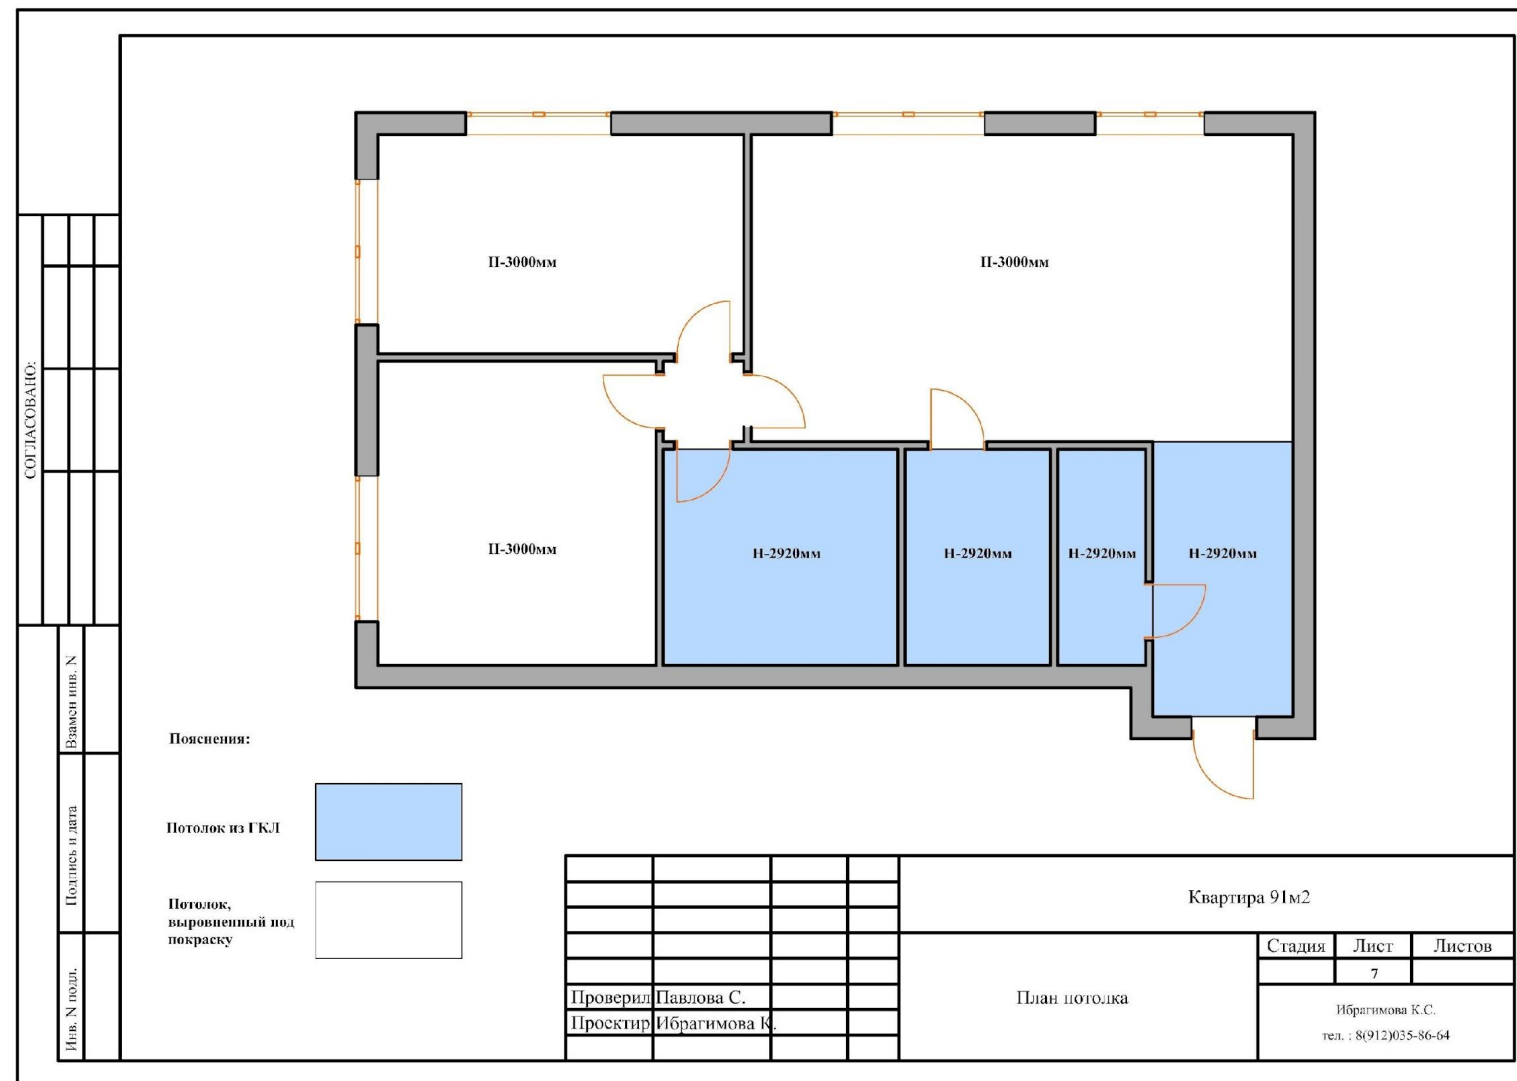 П-3000мм
П-3000мм
П-3000мм
Н-2920мм
Н-2920мм
Н-2920мм
Н-2920мм
СОГЛАСОВАНО:
Взамен инв. N
Подпись и дата
Инв. N подл.
Пояснения:
Потолок из ГКЛ
Потолок,
выровненный под
покраску
Квартира 91м2
Стадия Лист Листов
7
Проверил Павлова С.
Проектир Ибрагимова К.
План потолка
Ибрагимова К.С.
тел. : 8(912)035-86-64